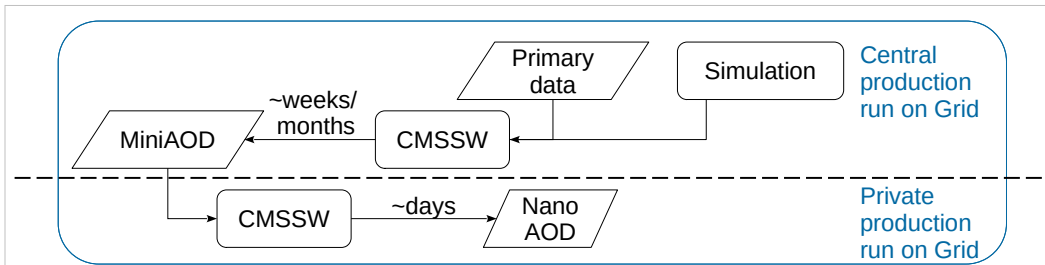 Primary
data
Simulation
Central
production
run on Grid
~weeks/
months
MiniAOD
CMSSW
CMSSW
~days
Nano
AOD
Private
production
run on Grid